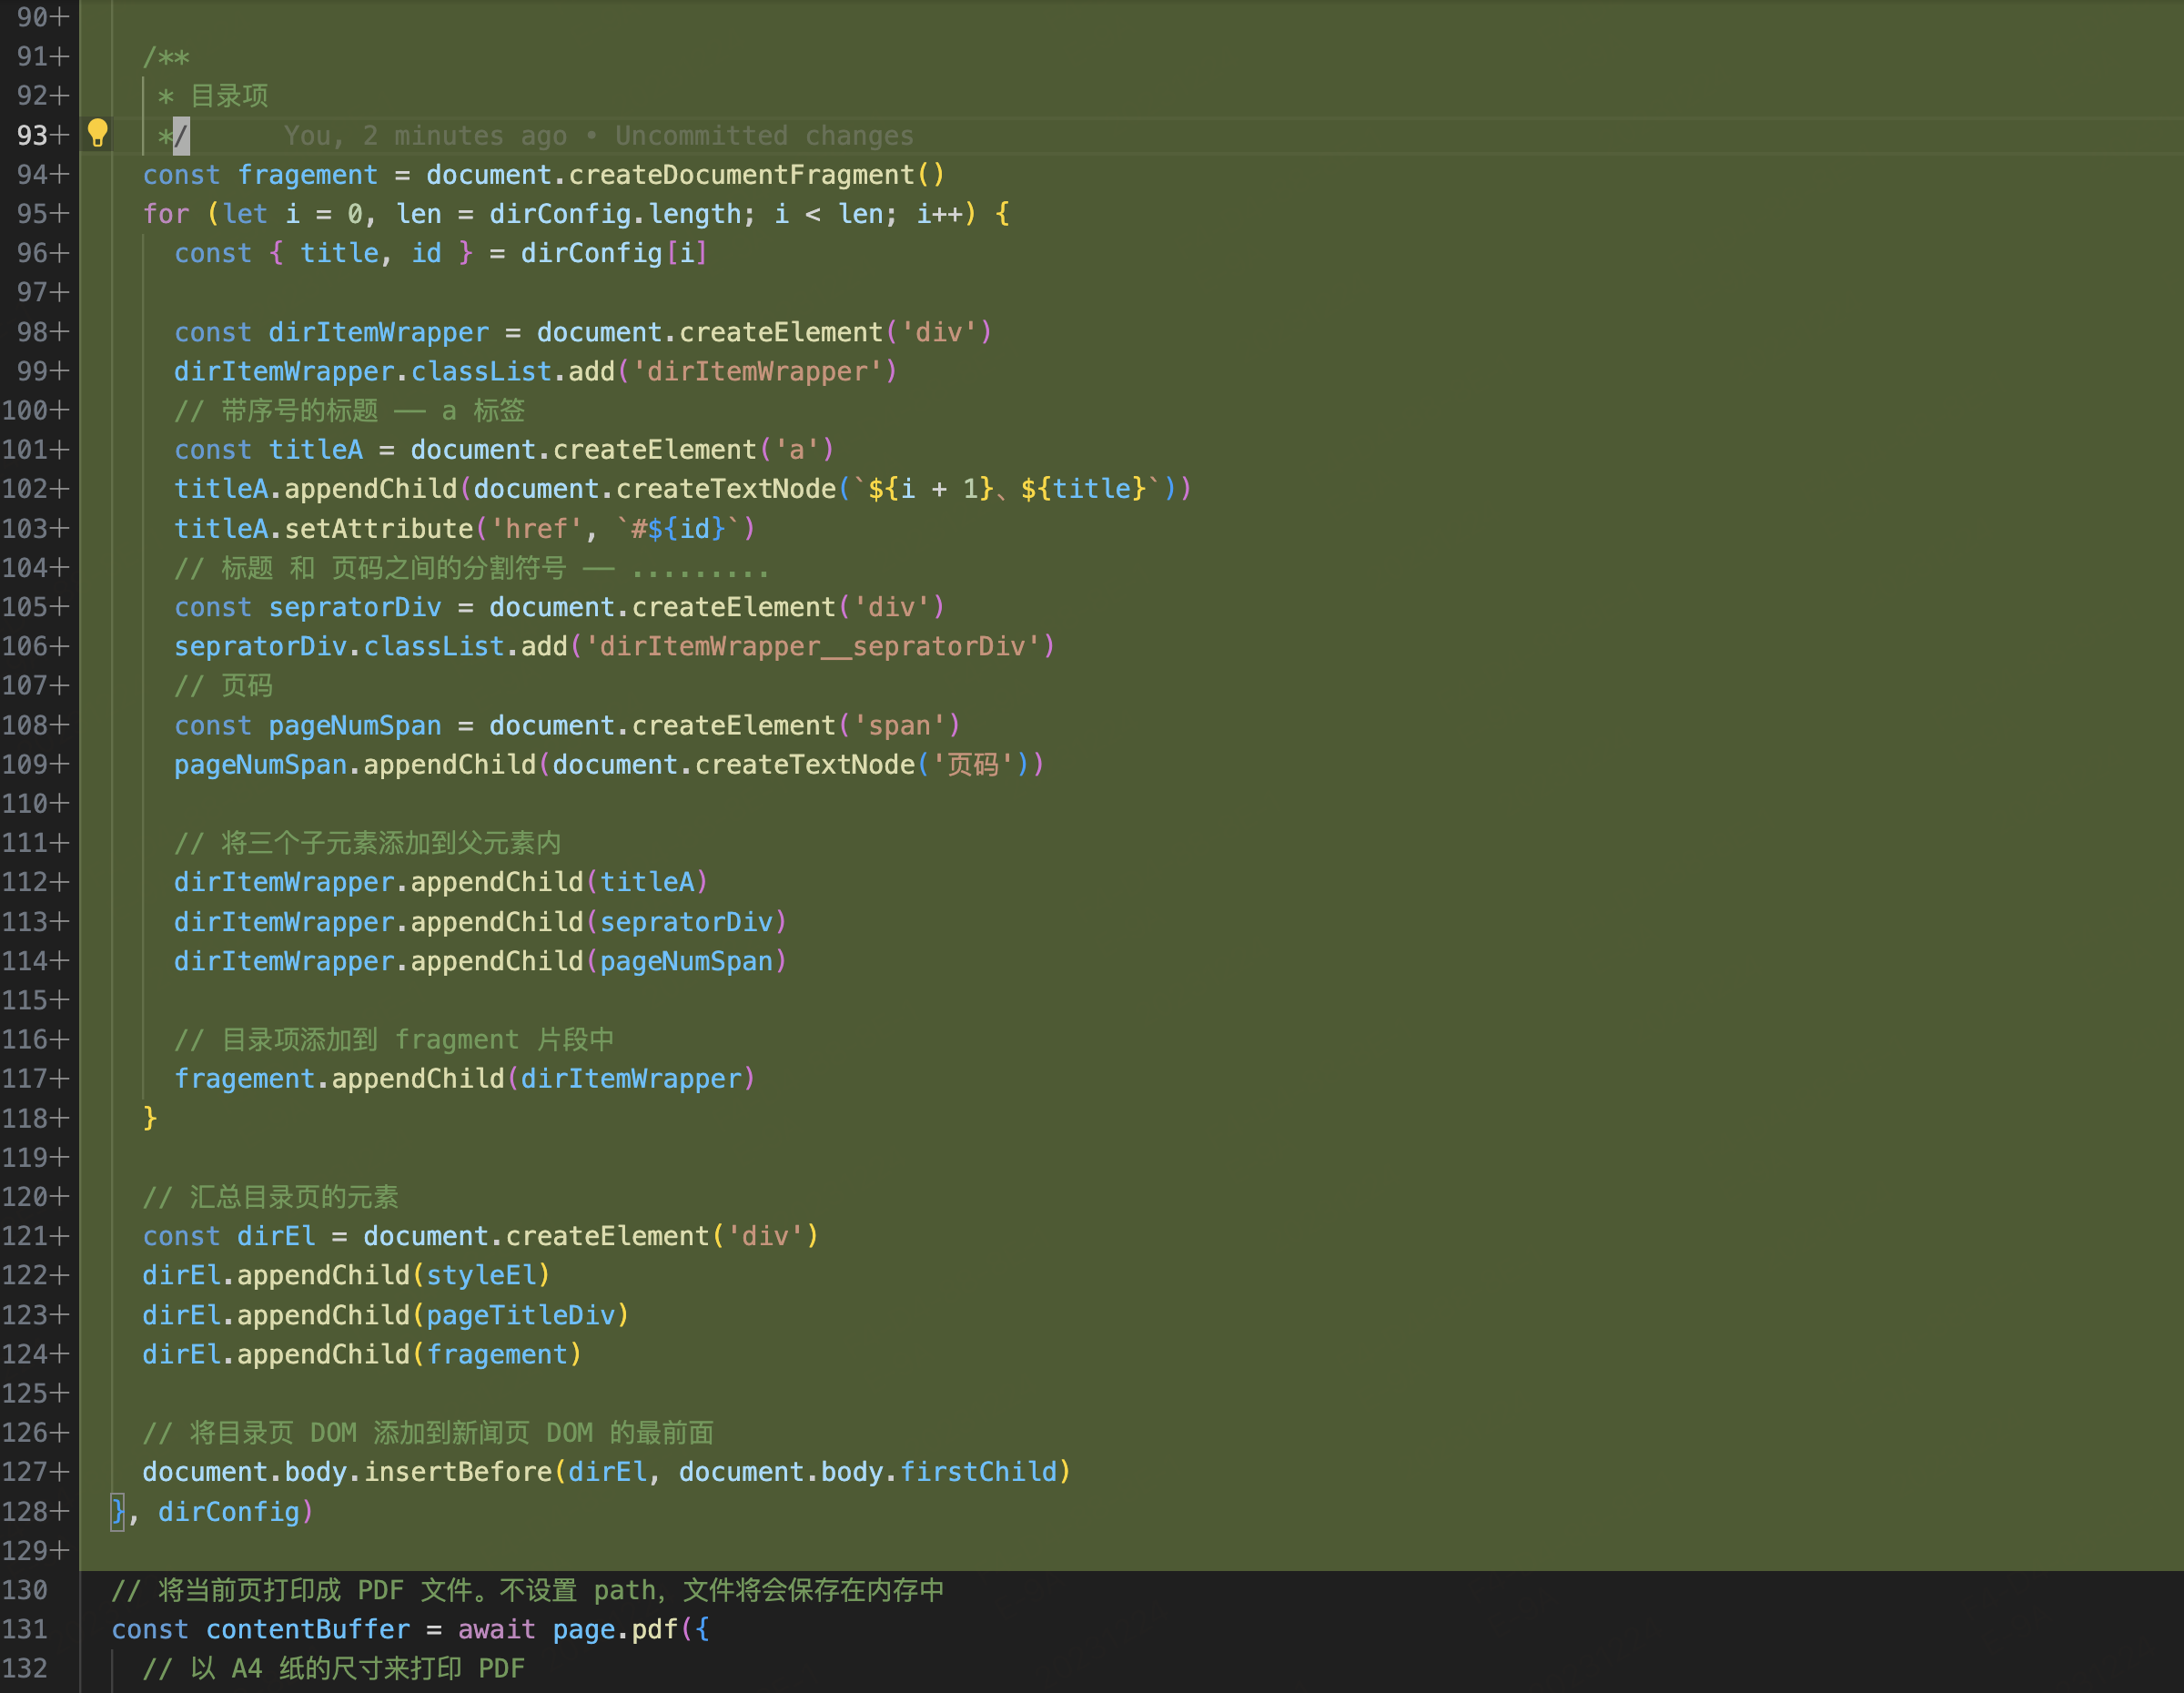 90+
91+ /**
92+ * 目录项
93+ */ You, 2 minutes ago • Uncommitted changes
94+ const fragement = document.createDocumentFragment()
95+ for (let i = 0, len = dirConfig.length; i < len; i++) {
96+ const { title, id } = dirConfig[i]
97+
98+ const dirItemWrapper = document.createElement('div')
99+ dirItemWrapper.classList.add('dirItemWrapper')
100+ // 带序号的标题 —— a 标签
101+ const titleA = document.createElement('a')
102+ titleA.appendChild(document.createTextNode(`${i + 1}、${title}`))
103+ titleA.setAttribute('href', `#${id}`)
104+ // 标题 和 页码之间的分割符号 —— .........
105+ const sepratorDiv = document.createElement('div')
106+ sepratorDiv.classList.add('dirItemWrapper__sepratorDiv')
107+ // 页码
108+ const pageNumSpan = document.createElement('span')
109+ pageNumSpan.appendChild(document.createTextNode('页码'))
110+
111+ // 将三个子元素添加到父元素内
112+ dirItemWrapper.appendChild(titleA)
113+ dirItemWrapper.appendChild(sepratorDiv)
114+ dirItemWrapper.appendChild(pageNumSpan)
115+
116+ // 目录项添加到 fragment 片段中
117+ fragement.appendChild(dirItemWrapper)
118+ }
119+
120+ // 汇总目录页的元素
121+ const dirEl = document.createElement('div')
122+ dirEl.appendChild(styleEl)
123+ dirEl.appendChild(pageTitleDiv)
124+ dirEl.appendChild(fragement)
125+
126+ // 将目录页 DOM 添加到新闻页 DOM 的最前面
127+ document.body.insertBefore(dirEl, document.body.firstChild)
128+ }, dirConfig)
129+
130 // 将当前页打印成 PDF 文件。不设置 path，文件将会保存在内存中
131 const contentBuffer = await page.pdf({
132 // 以 A4 纸的尺寸来打印 PDF